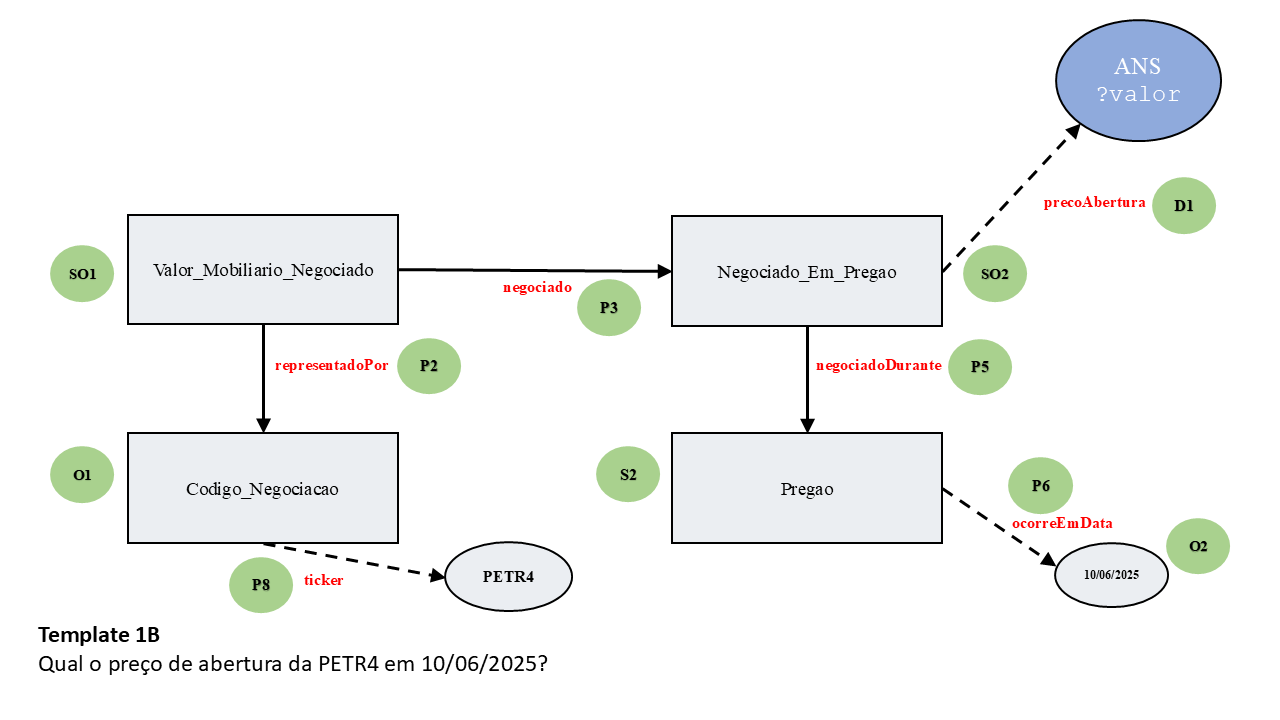 ANS
?valor
precoAbertura
D1
SO1
Valor_Mobiliario_Negociado
negociado
P3
Negociado_Em_Pregao
SO2
representadoPor
P2
negociadoDurante
P5
O1
Codigo_Negociacao
S2
Pregao
P6
ocorreEmData
O2
P8
ticker
PETR4
10/06/2025
Template 1B
Qual o preço de abertura da PETR4 em 10/06/2025?